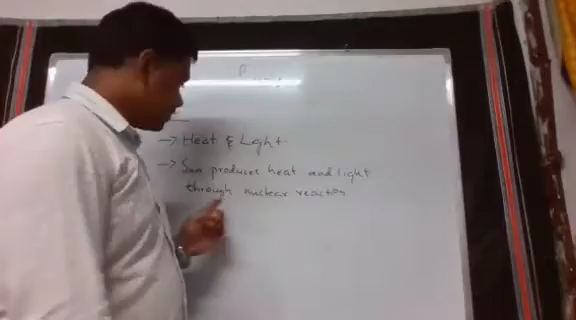 → Heat & Light
→ Sun produces heat and light
through nuclear reaction